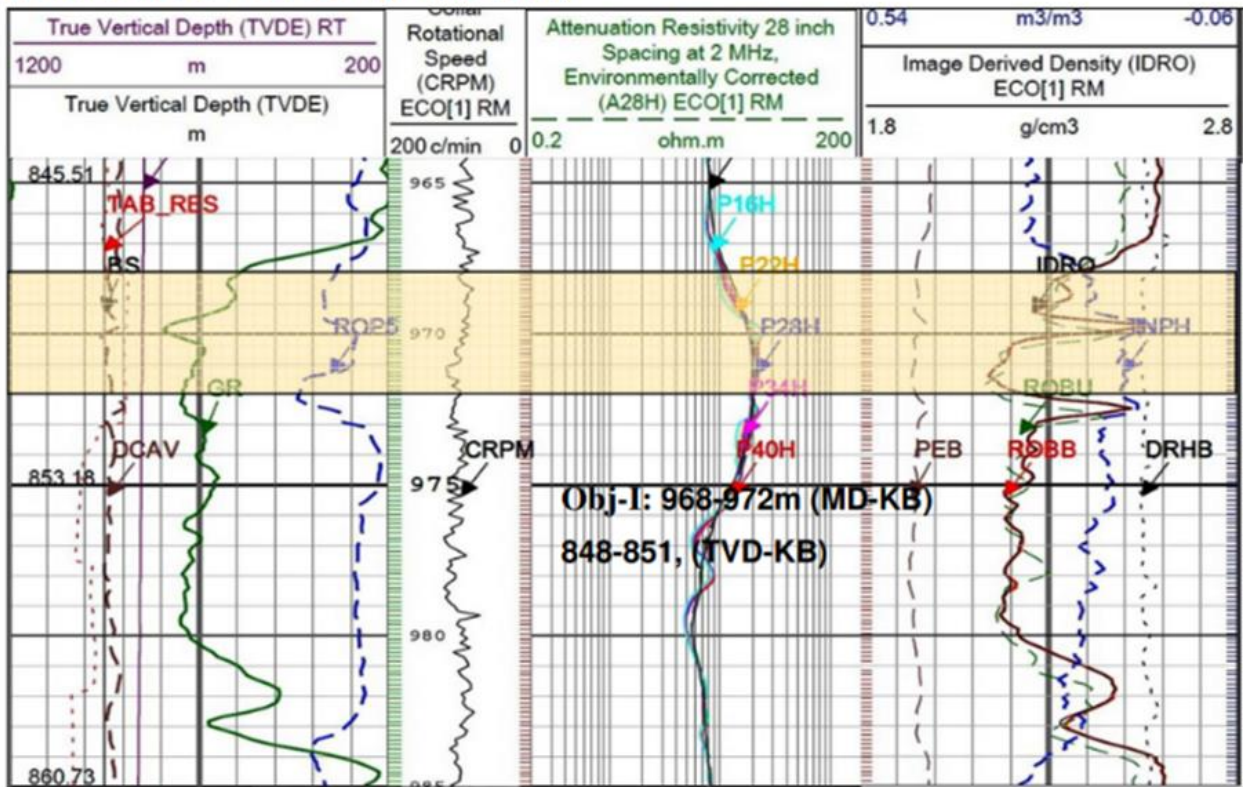 True Vertical Depth (TVDE) RT
1200 m 200
True Vertical Depth (TVDE)
m
Collar
Rotational
Speed
(CRPM)
ECO[1] RM
200 c/min 0
Attenuation Resistivity 28 inch
Spacing at 2 MHz,
Environmentally Corrected
(A28H) ECO[1] RM
0.2 ohm.m 200
0.54 m3/m3 -0.06
Image Derived Density (IDRO)
ECO[1] RM
1.8 g/cm3 2.8
845.51
965
TAB_RES
P16H
BS
P22H
IDRO
970
ROP5
P28H
TNPH
GR
P34H
ROBU
DCAV
CRPM
P40H
PEB
ROBB
DRHB
853.18
975
Obj-I: 968-972m (MD-KB)
848-851, (TVD-KB)
980
860.73
985